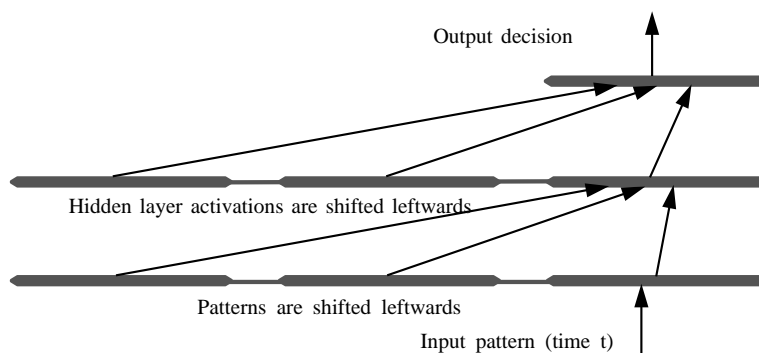 Output decision
Hidden layer activations are shifted leftwards
Patterns are shifted leftwards
Input pattern (time t)